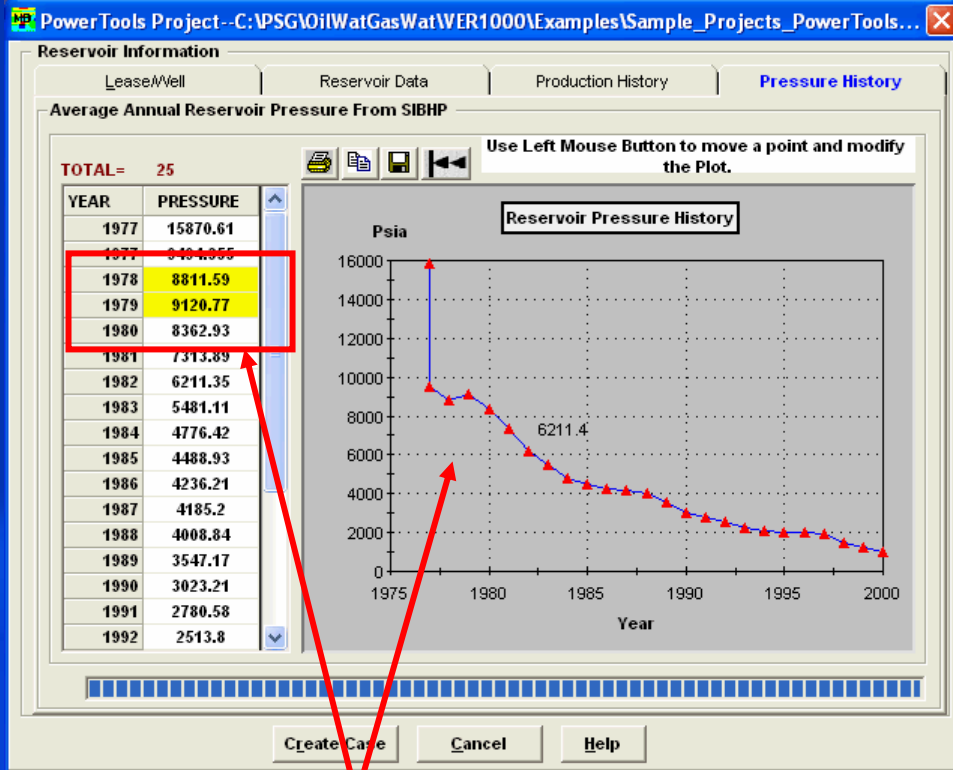 PowerTools Project--C:\PSG\OilWatGasWat\VER1000\Examples\Sample_Projects_PowerTools...
Reservoir Information
Lease/Well
Reservoir Data
Production History
Pressure History
Average Annual Reservoir Pressure From SIBHP
TOTAL= 25
Use Left Mouse Button to move a point and modify
the Plot.
YEAR PRESSURE
1977 15870.61
1977
1978 8811.59
1979 9120.77
1980 8362.93
1981 7313.89
1982 6211.35
1983 5481.11
1984 4776.42
1985 4488.93
1986 4236.21
1987 4185.2
1988 4008.84
1989 3547.17
1990 3023.21
1991 2780.58
1992 2513.8
Reservoir Pressure History
Psia
16000
14000
12000
10000
8000
6000
4000
2000
0
6211.4
1975 1980 1985 1990 1995 2000
Year
Create Case
Cancel
Help